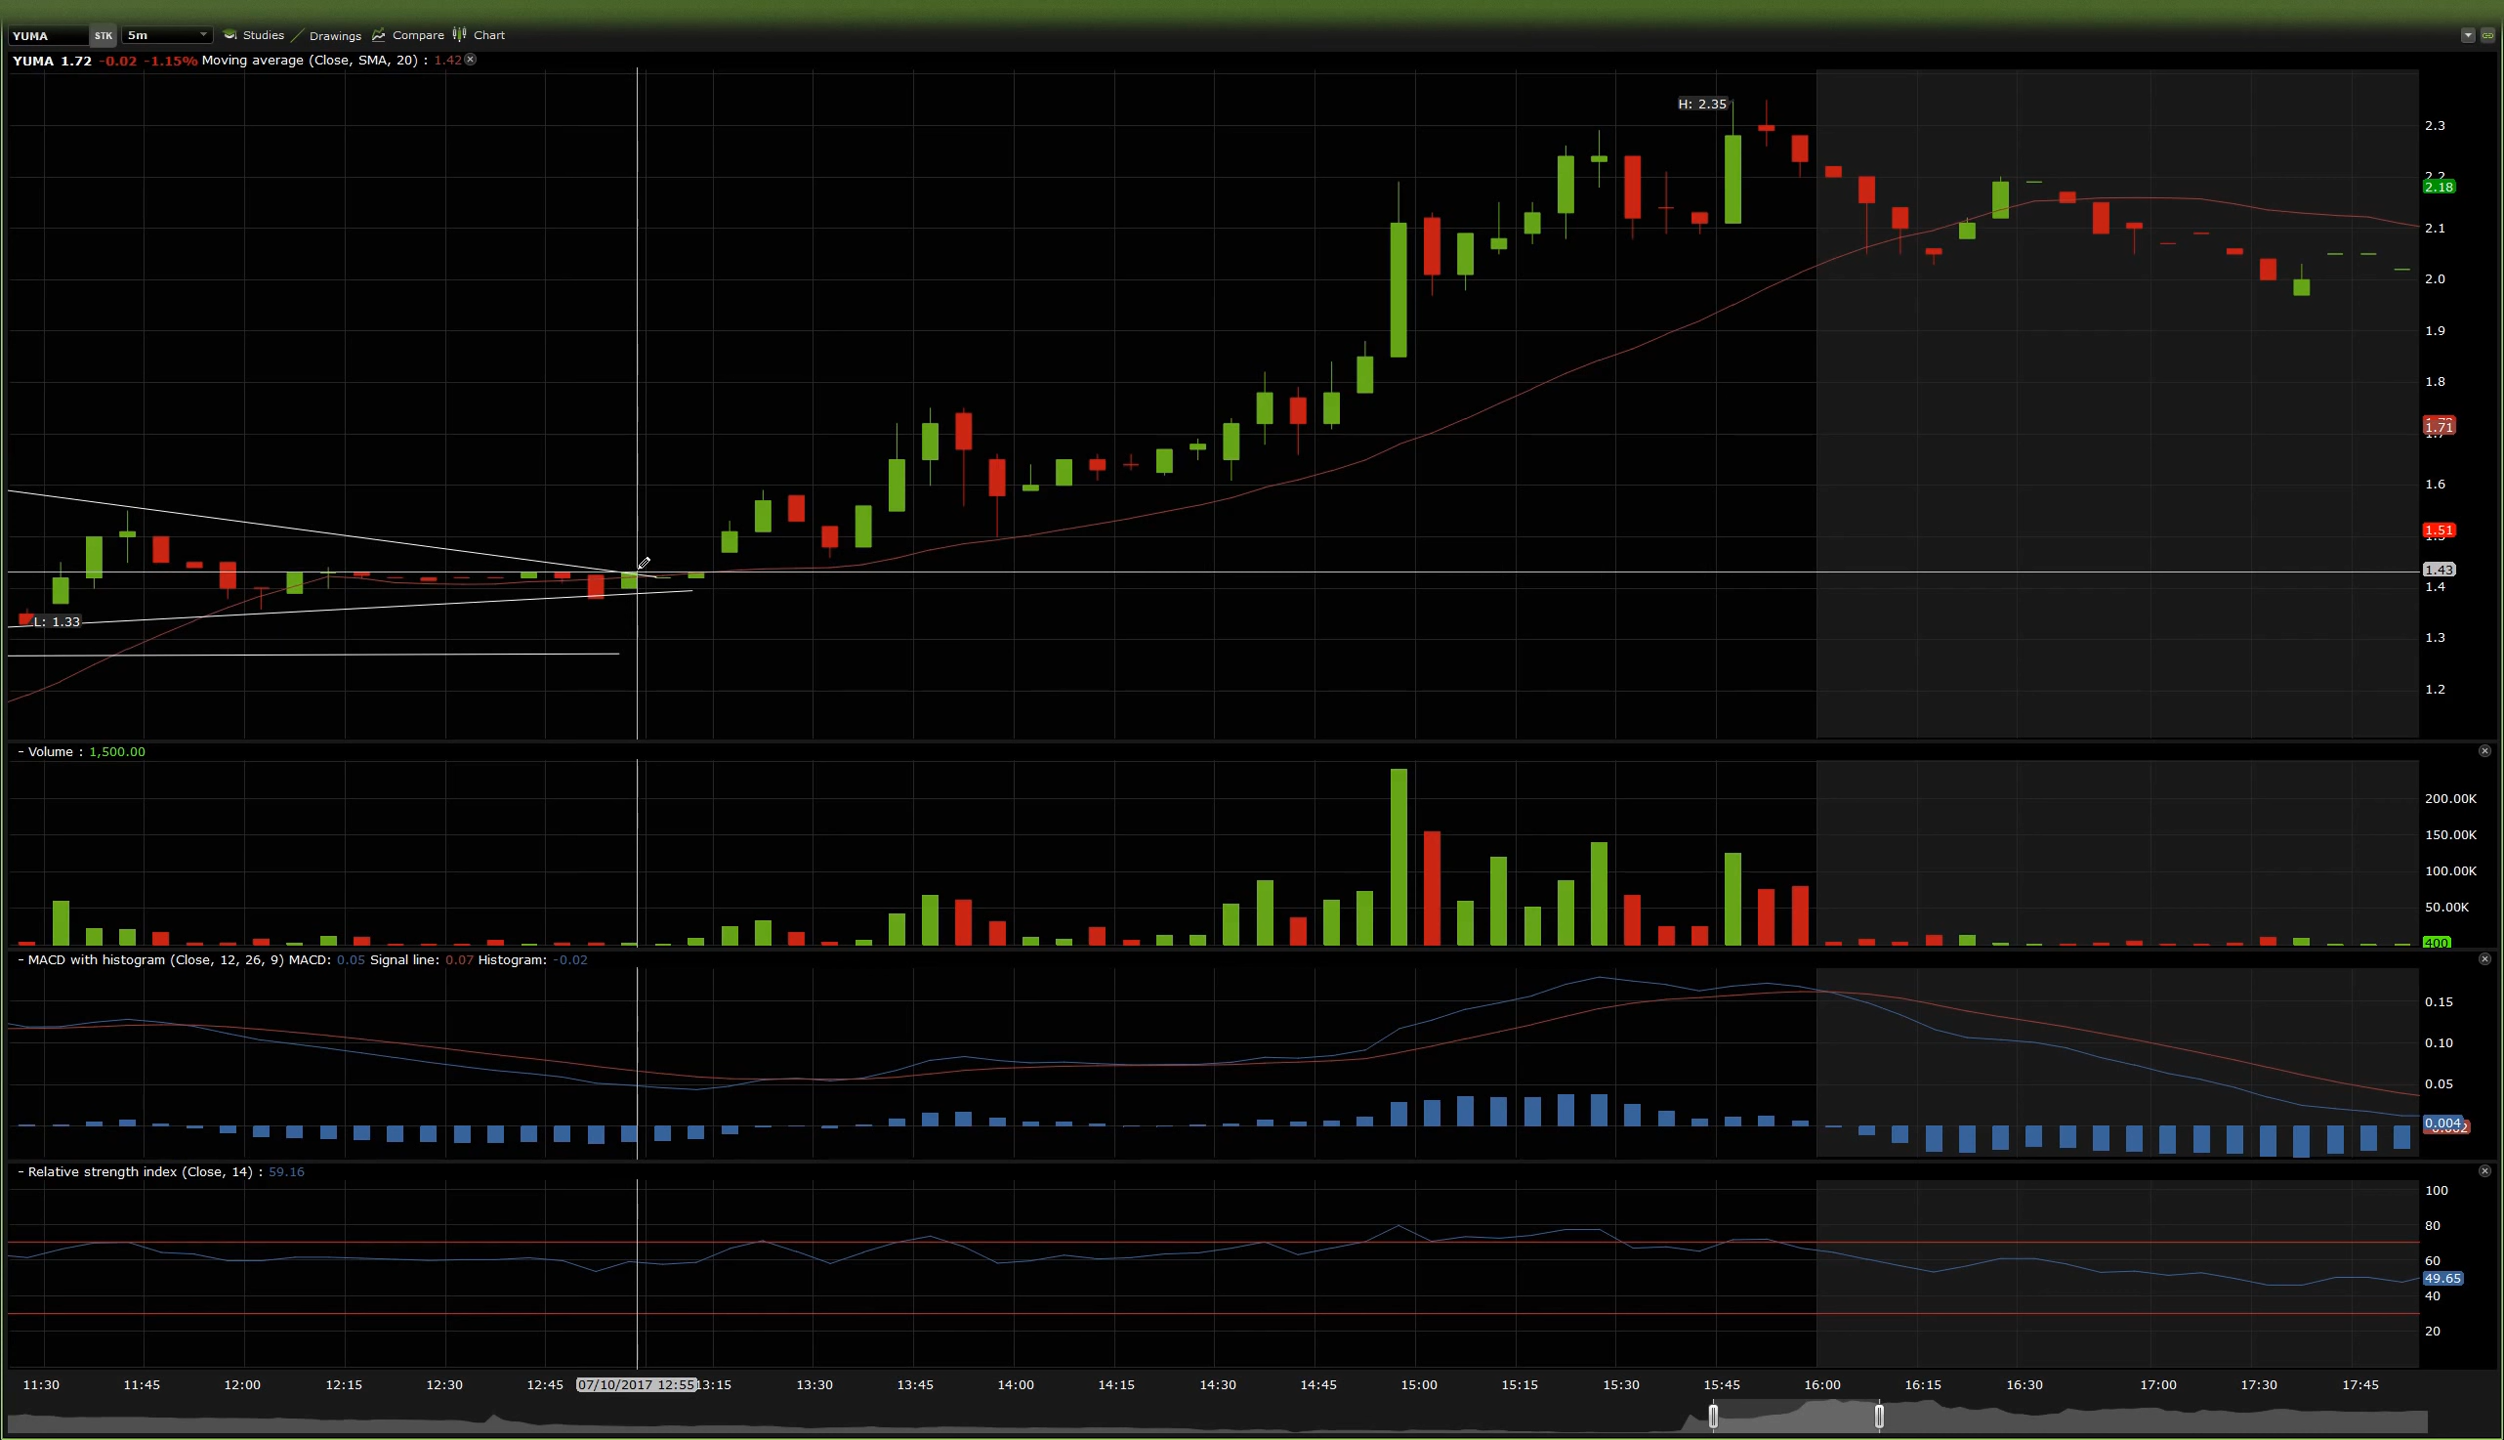 YUMA STK 5m Studies Drawings Compare Chart
YUMA 1.72 -0.02 -1.15% Moving average (Close, SMA, 20) : 1.42
H: 2.35
2.3
2.2
2.18
2.1
2.0
1.9
1.8
1.71
1.6
1.51
1.43
1.4
L: 1.33
1.3
1.2
- Volume : 1,500.00
200.00K
150.00K
100.00K
50.00K
400
- MACD with histogram (Close, 12, 26, 9) MACD: 0.05 Signal line: 0.07 Histogram: -0.02
0.15
0.10
0.05
0.004
- Relative strength index (Close, 14) : 59.16
100
80
60
49.65
40
20
11:30 11:45 12:00 12:15 12:30 12:45 07/10/2017 12:55 13:15 13:30 13:45 14:00 14:15 14:30 14:45 15:00 15:15 15:30 15:45 16:00 16:15 16:30 17:00 17:30 17:45